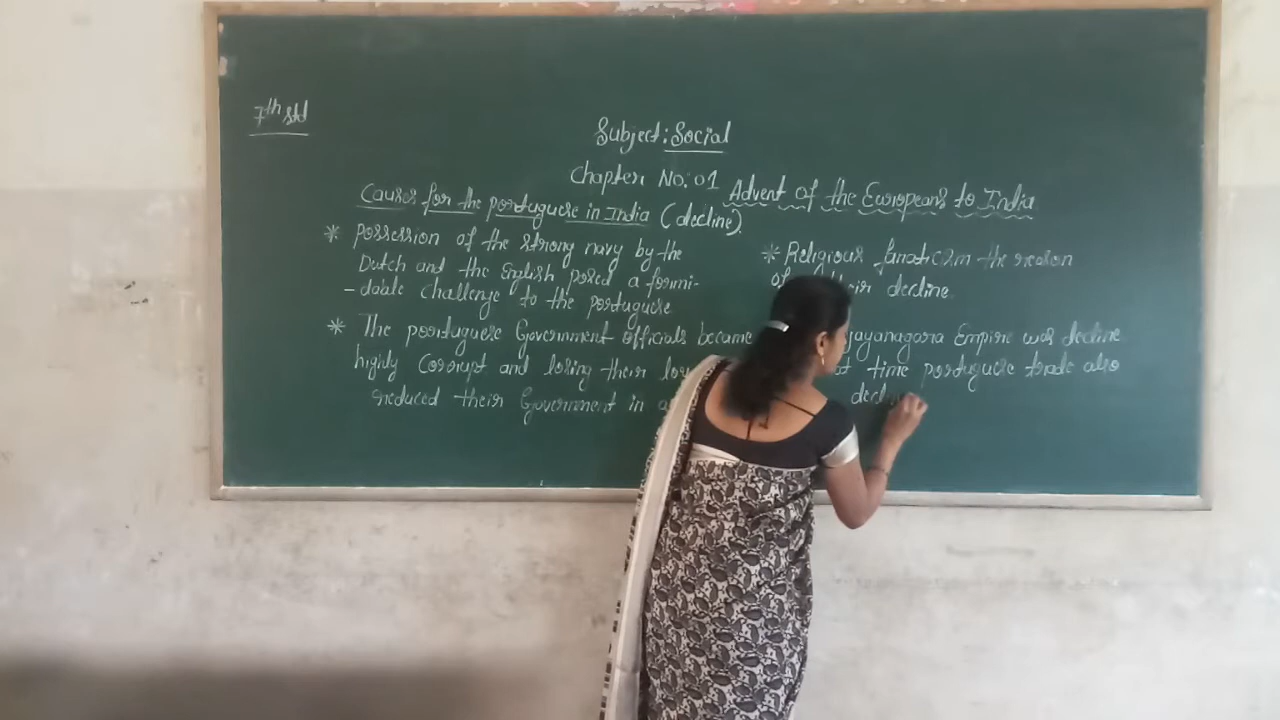 7th std
Subject: Social
Chapter No: 01 Advent of the Europeans to India
Causes for the portuguese in India (decline)
* Possession of the strong navy by the
Dutch and the English posed a formi-
- dable challenge to the portuguese
* The portuguese Government officials became
highly Corrupt and losing their
reduced their Government in
* Religious fanaticism the reason
decline.
Empire was decline
time portuguese trade also